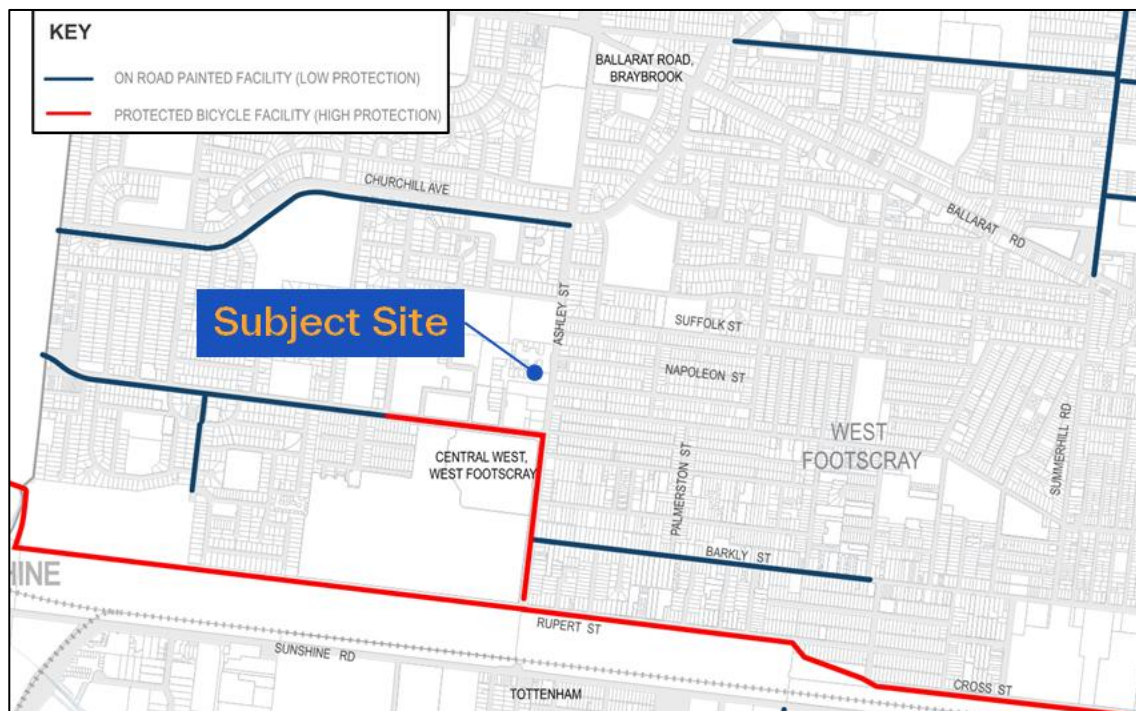 KEY
ON ROAD PAINTED FACILITY (LOW PROTECTION)
PROTECTED BICYCLE FACILITY (HIGH PROTECTION)
BALLARAT ROAD,
BRAYBROOK
CHURCHILL AVE
BALLARAT RD
ASHLEY ST
Subject Site
SUFFOLK ST
NAPOLEON ST
WEST
FOOTSCRAY
SUMMERHILL RD
CENTRAL WEST,
WEST FOOTSCRAY
PALMERSTON ST
BARKLY ST
HINE
RUPERT ST
SUNSHINE RD
CROSS ST
TOTTENHAM